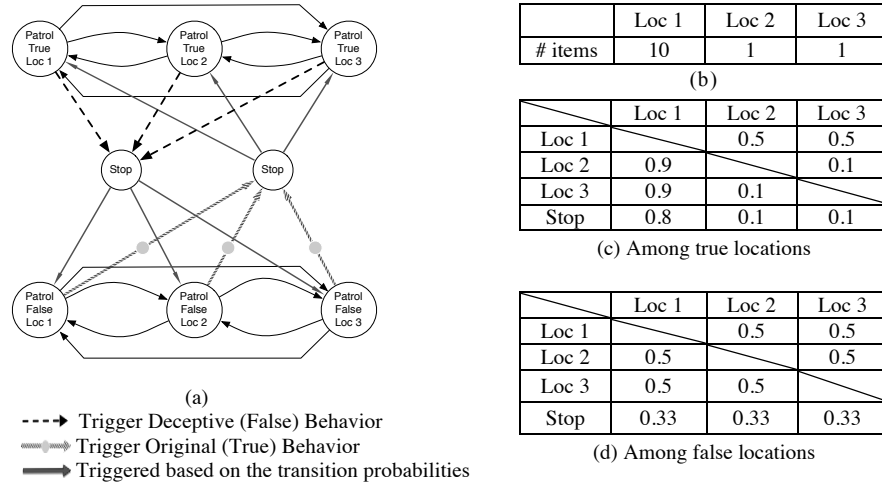 Patrol
True
Loc 1
Patrol
True
Loc 2
Patrol
True
Loc 3
Stop
Stop
Patrol
False
Loc 1
Patrol
False
Loc 2
Patrol
False
Loc 3
(a)
Trigger Deceptive (False) Behavior
Trigger Original (True) Behavior
Triggered based on the transition probabilities
Loc 1 Loc 2 Loc 3
# items 10 1 1
(b)
Loc 1 Loc 2 Loc 3
Loc 1 0.5 0.5
Loc 2 0.9 0.1
Loc 3 0.9 0.1
Stop 0.8 0.1 0.1
(c) Among true locations
Loc 1 Loc 2 Loc 3
Loc 1 0.5 0.5
Loc 2 0.5 0.5
Loc 3 0.5 0.5
Stop 0.33 0.33 0.33
(d) Among false locations